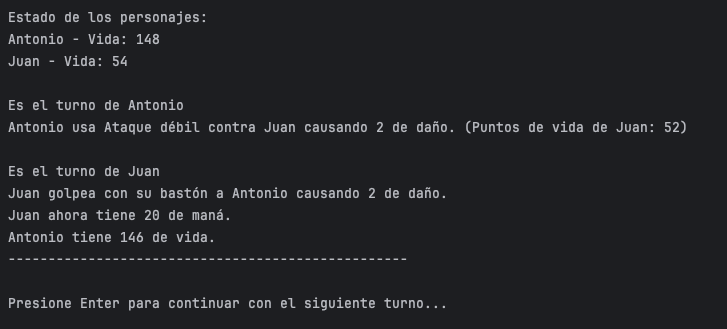 Estado de los personajes:
Antonio - Vida: 148
Juan - Vida: 54
Es el turno de Antonio
Antonio usa Ataque débil contra Juan causando 2 de daño. (Puntos de vida de Juan: 52)
Es el turno de Juan
Juan golpea con su bastón a Antonio causando 2 de daño.
Juan ahora tiene 20 de maná.
Antonio tiene 146 de vida.
--------------------------------------------------
Presione Enter para continuar con el siguiente turno...